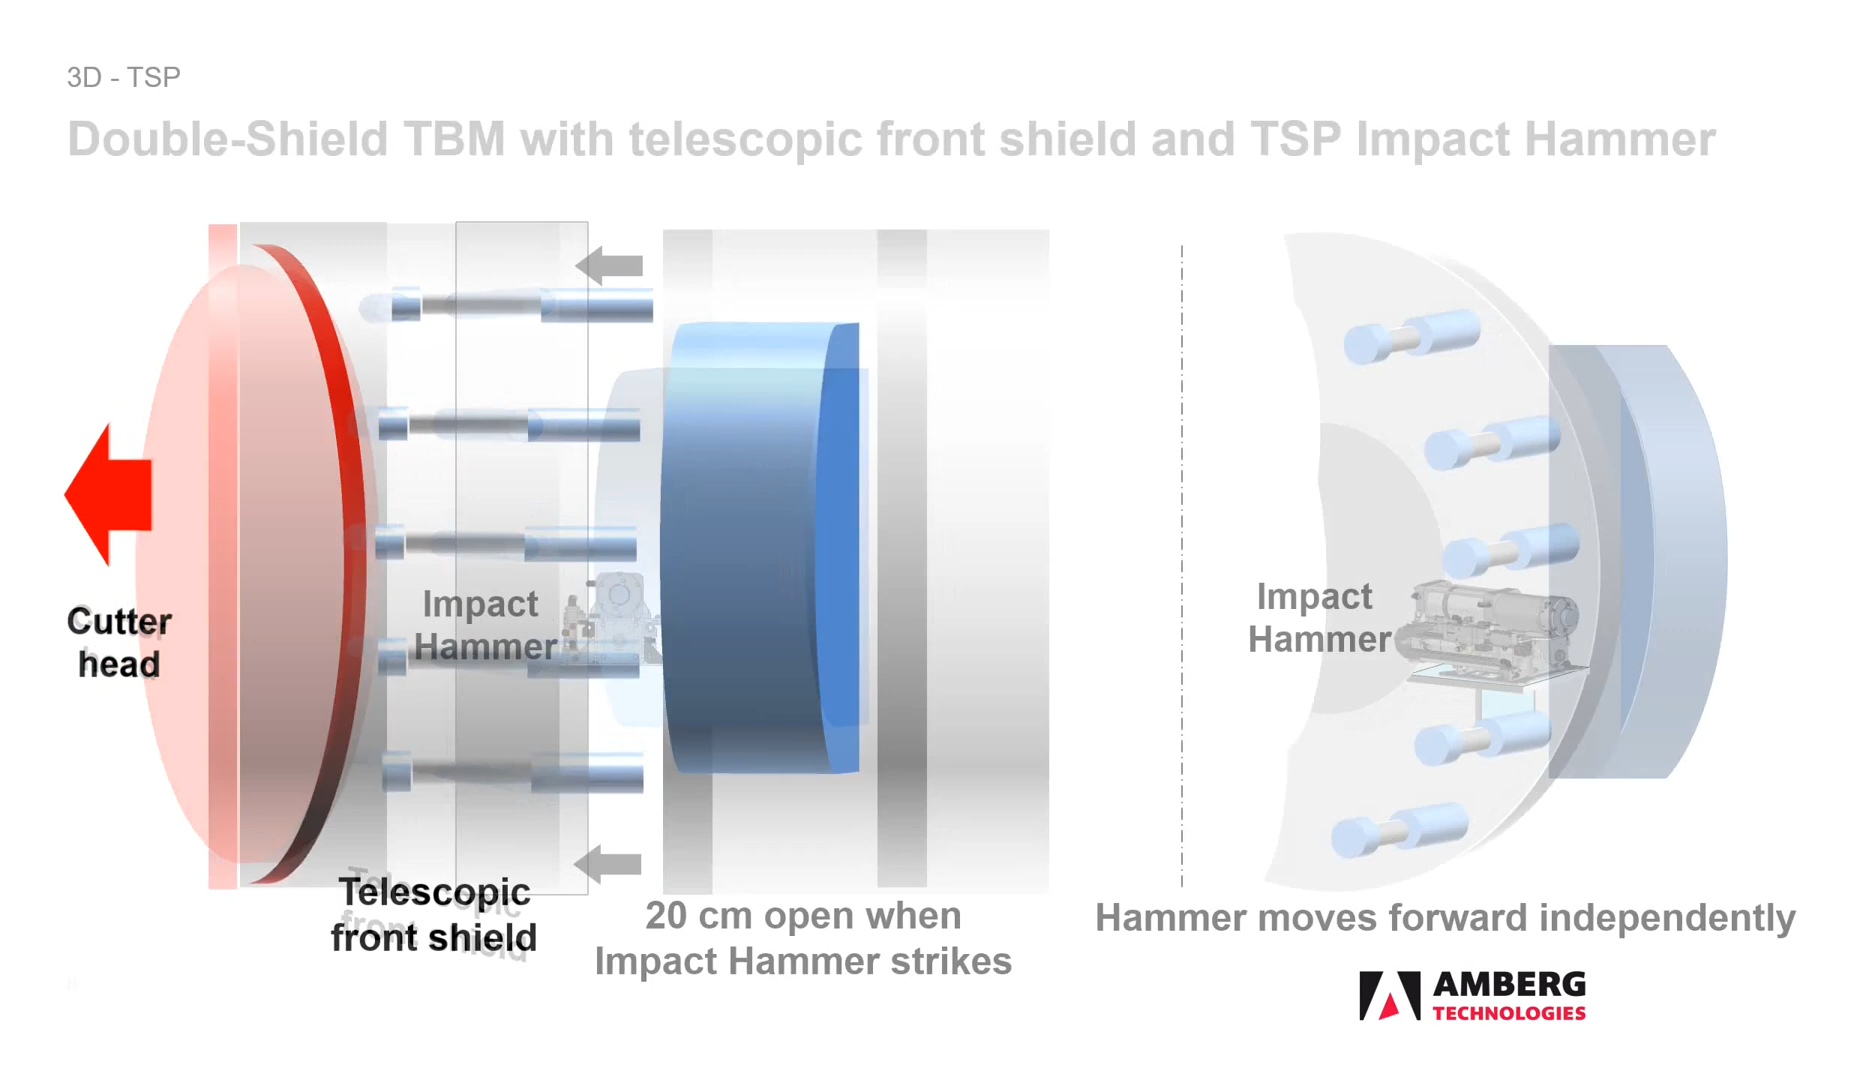 3D - TSP
Double-Shield TBM with telescopic front shield and TSP Impact Hammer
Impact
Hammer
Cutter
head
Telescopic
front shield
20 cm open when
Impact Hammer strikes
Impact
Hammer
Hammer moves forward independently
AMBERG
TECHNOLOGIES